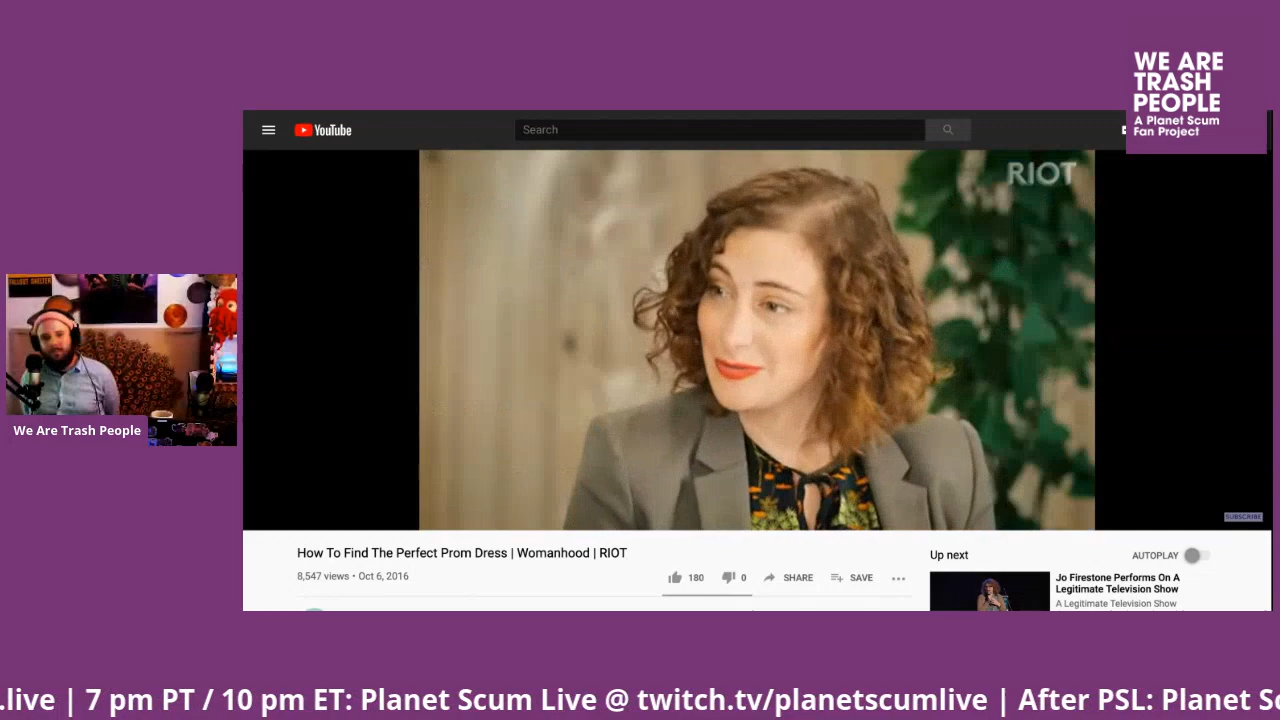 WE ARE
TRASH
PEOPLE
A Planet Scum
Fan Project
YouTube
Search
RIOT
FALLOUT SHELTER
We Are Trash People
SUBSCRIBE
How To Find The Perfect Prom Dress | Womanhood | RIOT
8,547 views • Oct 6, 2016
180
0
SHARE
SAVE
Up next
AUTOPLAY
Jo Firestone Performs On A
Legitimate Television Show
A Legitimate Television Show
.live | 7 pm PT / 10 pm ET: Planet Scum Live @ twitch.tv/planetscumlive | After PSL: Planet Sc